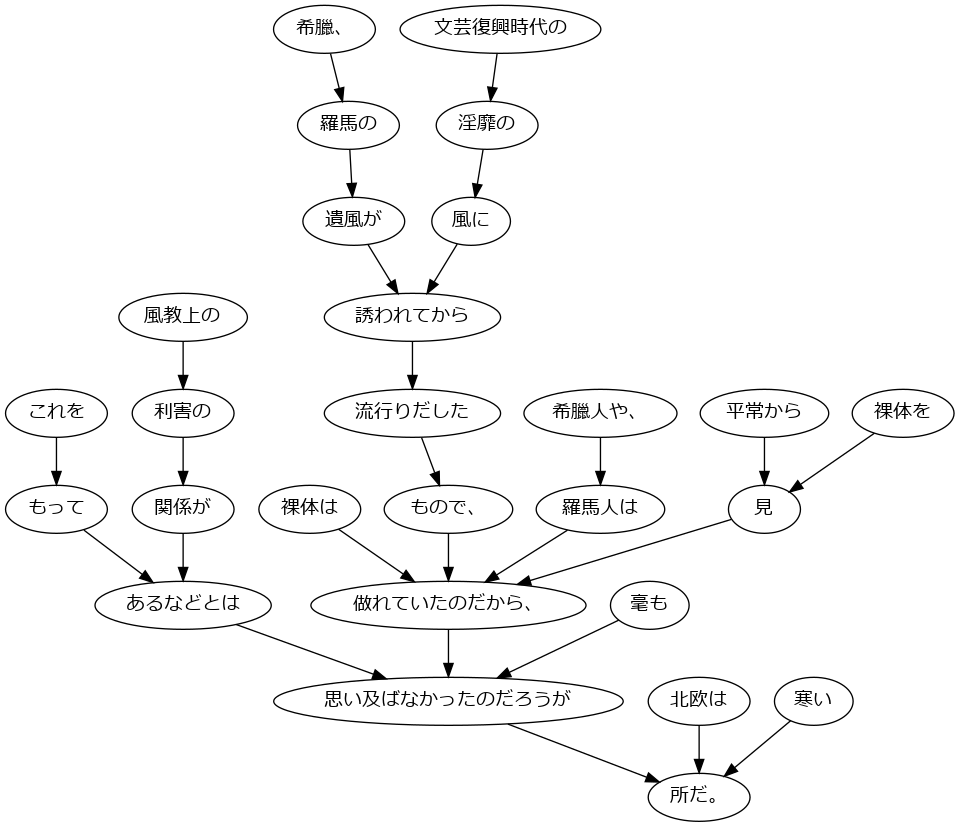 希臘、
文芸復興時代の
羅馬の
淫靡の
遺風が
風に
風教上の
誘われてから
これを
利害の
流行りだした
希臘人や、
平常から
裸体を
もって
関係が
裸体は
もので、
羅馬人は
見
あるなどとは
做れていたのだから、
毫も
思い及ばなかったのだろうが
北欧は
寒い
所だ。